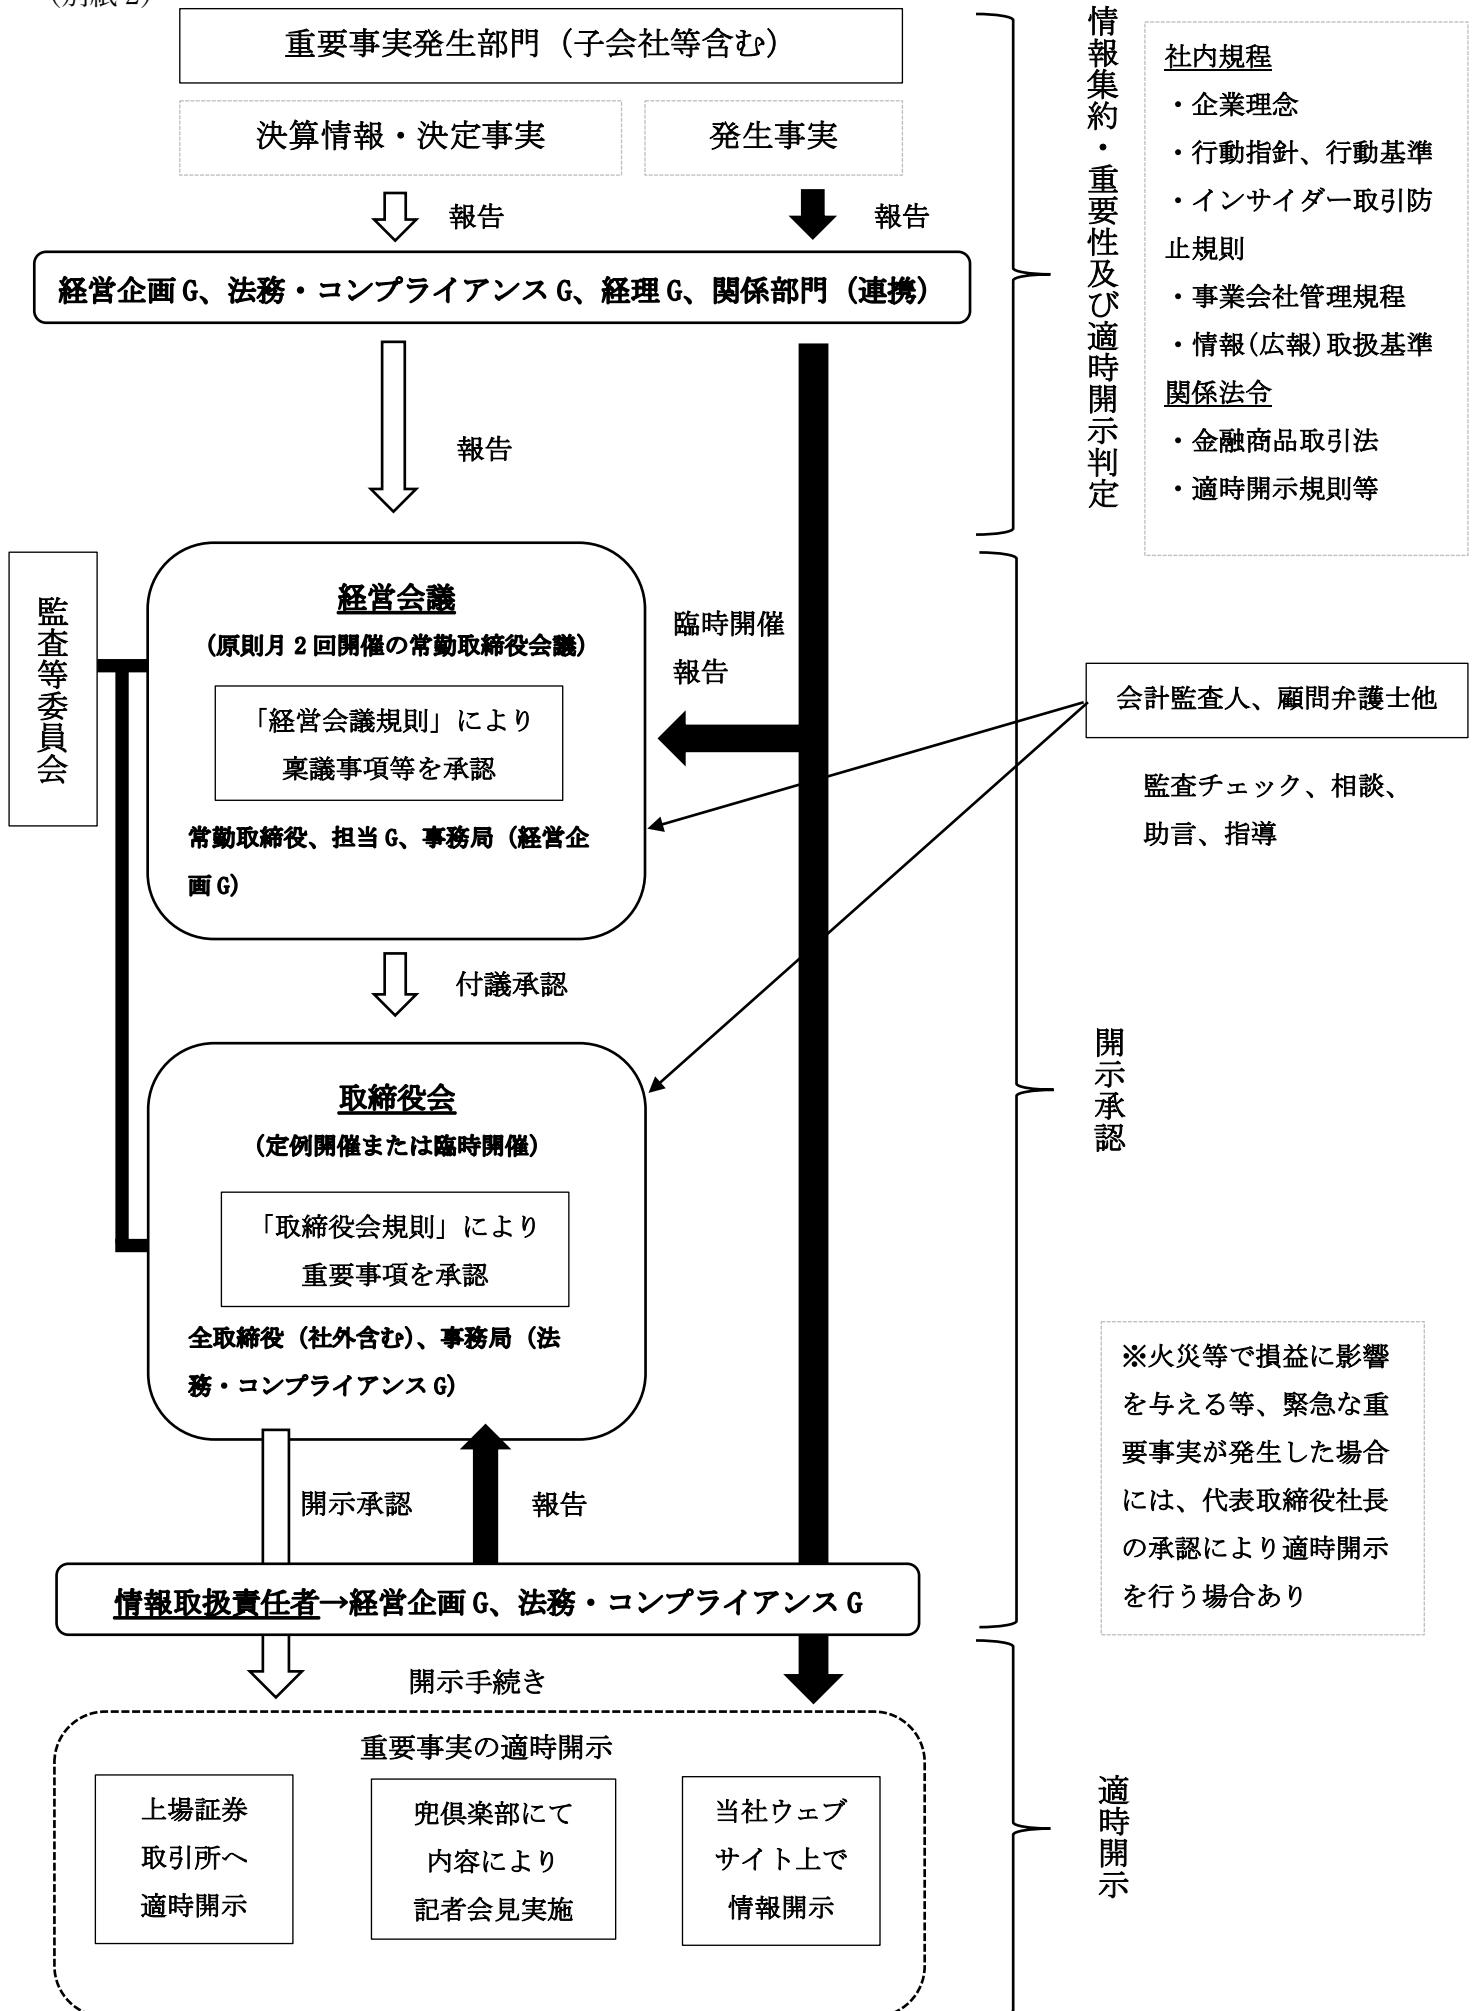 （別紙2）
重要事実発生部門（子会社等含む）
決算情報・決定事実
発生事実
報告
報告
経営企画G、法務・コンプライアンスG、経理G、関係部門（連携）
報告
情報集約・重要性及び適時開示判定
社内規程
・企業理念
・行動指針、行動基準
・インサイダー取引防
止規則
・事業会社管理規程
・情報(広報)取扱基準
関係法令
・金融商品取引法
・適時開示規則等
監査等委員会
経営会議
（原則月2回開催の常勤取締役会議）
「経営会議規則」により
稟議事項等を承認
常勤取締役、担当G、事務局（経営企
画G）
臨時開催
報告
会計監査人、顧問弁護士他
監査チェック、相談、
助言、指導
付議承認
取締役会
（定例開催または臨時開催）
「取締役会規則」により
重要事項を承認
全取締役（社外含む）、事務局（法
務・コンプライアンスG）
開示承認
開示承認
報告
※火災等で損益に影響
を与える等、緊急な重
要事実が発生した場合
には、代表取締役社長
の承認により適時開示
を行う場合あり
情報取扱責任者→経営企画G、法務・コンプライアンスG
開示手続き
重要事実の適時開示
上場証券
取引所へ
適時開示
兜倶楽部にて
内容により
記者会見実施
当社ウェブ
サイト上で
情報開示
適時開示